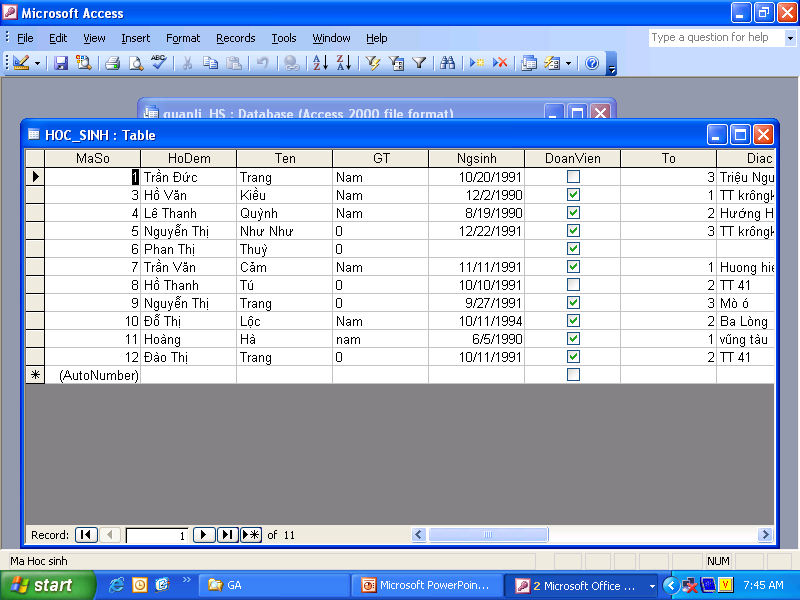 Microsoft Access
File Edit View Insert Format Records Tools Window Help
Type a question for help
quanli_HS : Database (Access 2000 file format)
HOC_SINH : Table
MaSo HoDem Ten GT Ngsinh DoanVien To Diac
1 Trần Đức Trang Nam 10/20/1991 3 Triệu Ngu
3 Hồ Văn Kiều Nam 12/2/1990 1 TT krôngk
4 Lê Thanh Quỳnh Nam 8/19/1990 2 Hướng H
5 Nguyễn Thị Như Như 0 12/22/1991 3 TT krôngk
6 Phan Thị Thuỳ 0
7 Trần Văn Cảm Nam 11/11/1991 1 Huong hie
8 Hồ Thanh Tú 0 10/10/1991 2 TT 41
9 Nguyễn Thị Trang 0 9/27/1991 3 Mò ó
10 Đỗ Thị Lộc Nam 10/11/1994 2 Ba Lòng
11 Hoàng Hà nam 6/5/1990 1 vũng tàu
12 Đào Thị Trang 0 10/11/1991 2 TT 41
(AutoNumber)
Record: 1 of 11
Ma Hoc sinh NUM
start GA Microsoft PowerPoin... 2 Microsoft Office ... V 7:45 AM